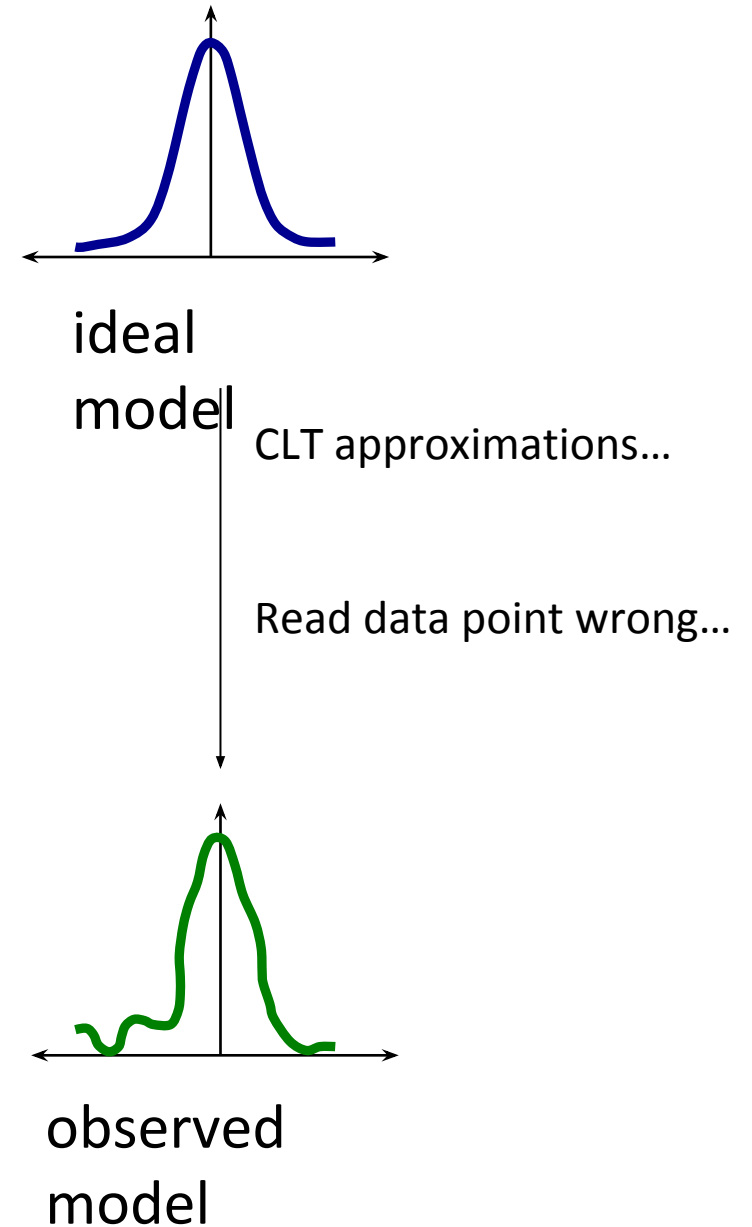 ideal
model
CLT approximations…
Read data point wrong…
observed
model